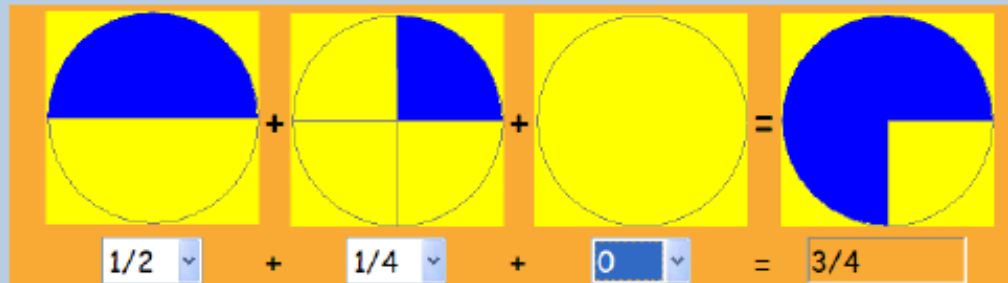 + + =
1/2 + 1/4 + 0 = 3/4